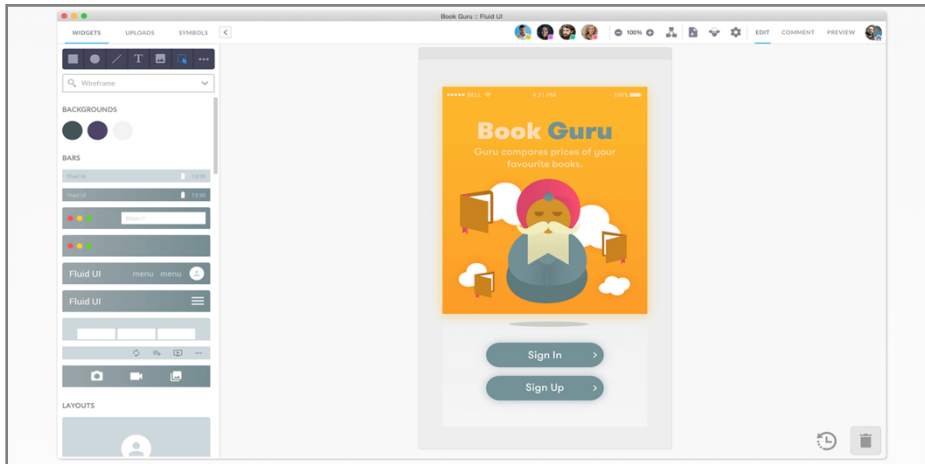 Book Guru :: Fluid UI
WIDGETS UPLOADS SYMBOLS
100%
EDIT COMMENT PREVIEW
T
Wireframe
BACKGROUNDS
BARS
Fluid UI 12:30
Fluid UI 12:30
Fluid UI menu menu
Fluid UI
LAYOUTS
BELL 4:21 PM 100%
Book Guru
Guru compares prices of your
favourite books.
Sign In
Sign Up